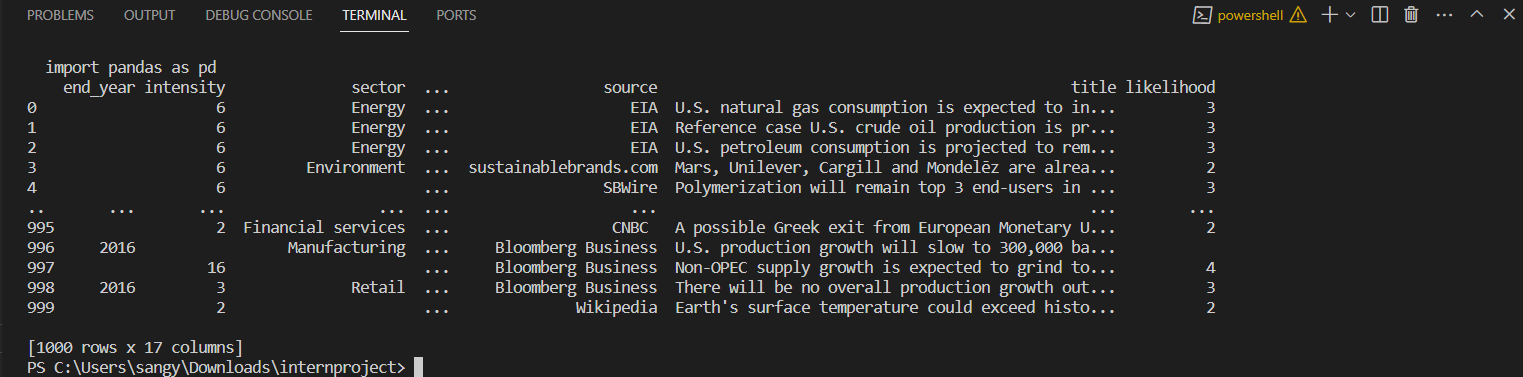 PROBLEMS OUTPUT DEBUG CONSOLE TERMINAL PORTS powershell
import pandas as pd
end_year intensity sector ... source title likelihood
0 6 Energy ... EIA U.S. natural gas consumption is expected to in... 3
1 6 Energy ... EIA Reference case U.S. crude oil production is pr... 3
2 6 Energy ... EIA U.S. petroleum consumption is projected to rem... 3
3 6 Environment ... sustainablebrands.com Mars, Unilever, Cargill and Mondelēz are alrea... 2
4 6 ... SBWire Polymerization will remain top 3 end-users in ... 3
.. ... ... ... ... ... ... ...
995 2 Financial services ... CNBC A possible Greek exit from European Monetary U... 2
996 2016 Manufacturing ... Bloomberg Business U.S. production growth will slow to 300,000 ba...
997 16 ... Bloomberg Business Non-OPEC supply growth is expected to grind to... 4
998 2016 3 Retail ... Bloomberg Business There will be no overall production growth out... 3
999 2 ... Wikipedia Earth's surface temperature could exceed histo... 2
[1000 rows x 17 columns]
PS C:\Users\sangy\Downloads\internproject>